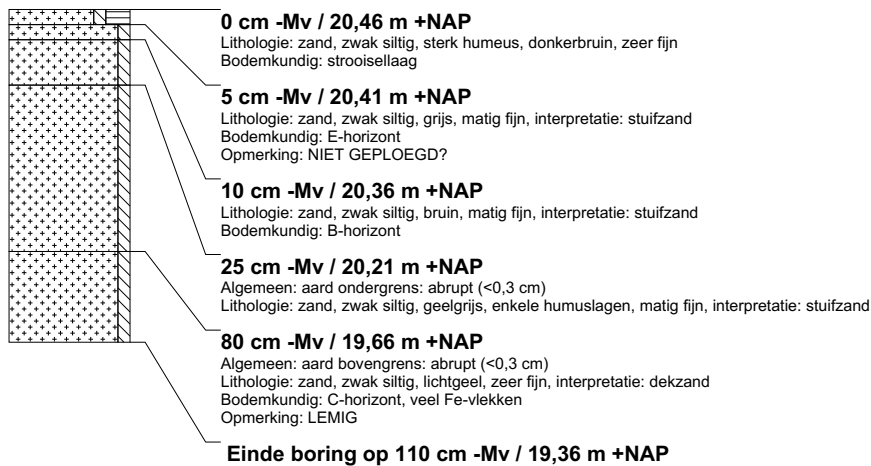 0 cm -Mv / 20,46 m +NAP
Lithologie: zand, zwak siltig, sterk humeus, donkerbruin, zeer fijn
Bodemkundig: strooisellaag
5 cm -Mv / 20,41 m +NAP
Lithologie: zand, zwak siltig, grijs, matig fijn, interpretatie: stuifzand
Bodemkundig: E-horizont
Opmerking: NIET GEPLOEGD?
10 cm -Mv / 20,36 m +NAP
Lithologie: zand, zwak siltig, bruin, matig fijn, interpretatie: stuifzand
Bodemkundig: B-horizont
25 cm -Mv / 20,21 m +NAP
Algemeen: aard ondergrens: abrupt (<0,3 cm)
Lithologie: zand, zwak siltig, geelgrijs, enkele humuslagen, matig fijn, interpretatie: stuifzand
80 cm -Mv / 19,66 m +NAP
Algemeen: aard bovengrens: abrupt (<0,3 cm)
Lithologie: zand, zwak siltig, lichtgeel, zeer fijn, interpretatie: dekzand
Bodemkundig: C-horizont, veel Fe-vlekken
Opmerking: LEMIG
Einde boring op 110 cm -Mv / 19,36 m +NAP